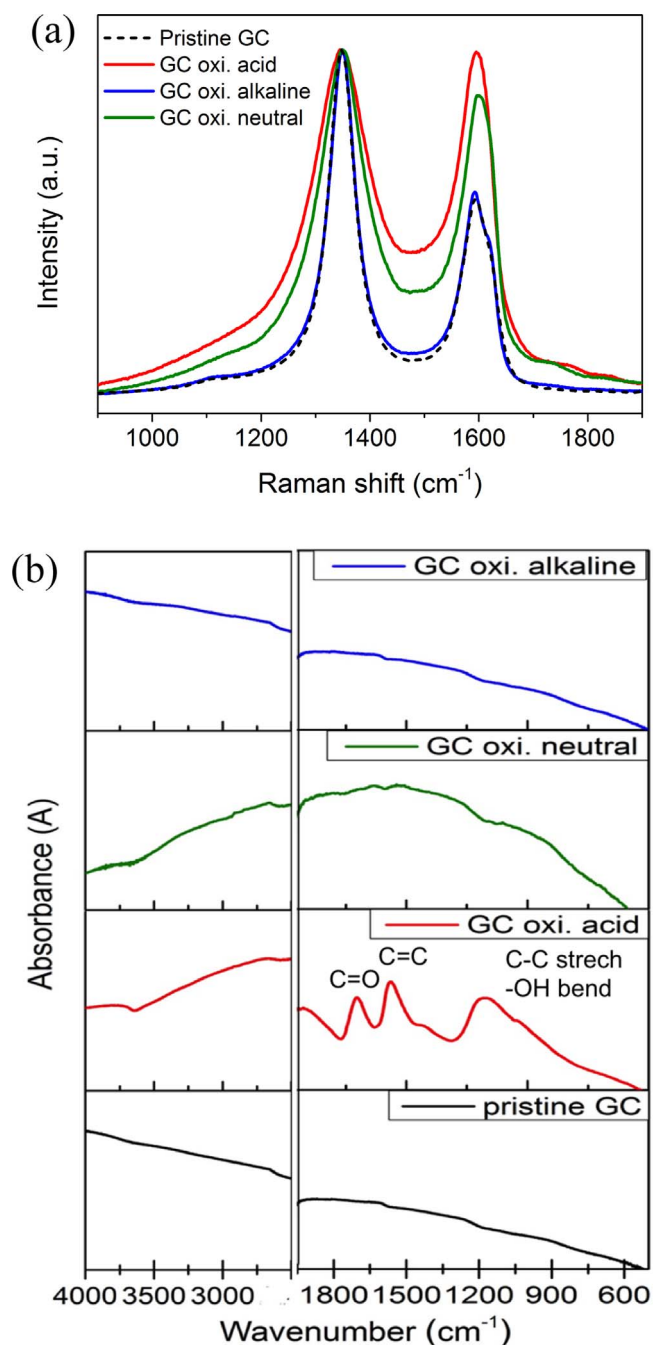 (a)
Pristine GC
GC oxi. acid
GC oxi. alkaline
GC oxi. neutral
Intensity (a.u.)
1000 1200 1400 1600 1800
Raman shift (cm⁻¹)
(b)
GC oxi. alkaline
GC oxi. neutral
GC oxi. acid
C=O
C=C
C-C strech
-OH bend
pristine GC
Absorbance (A)
4000 3500 3000 1800 1500 1200 900 600
Wavenumber (cm⁻¹)